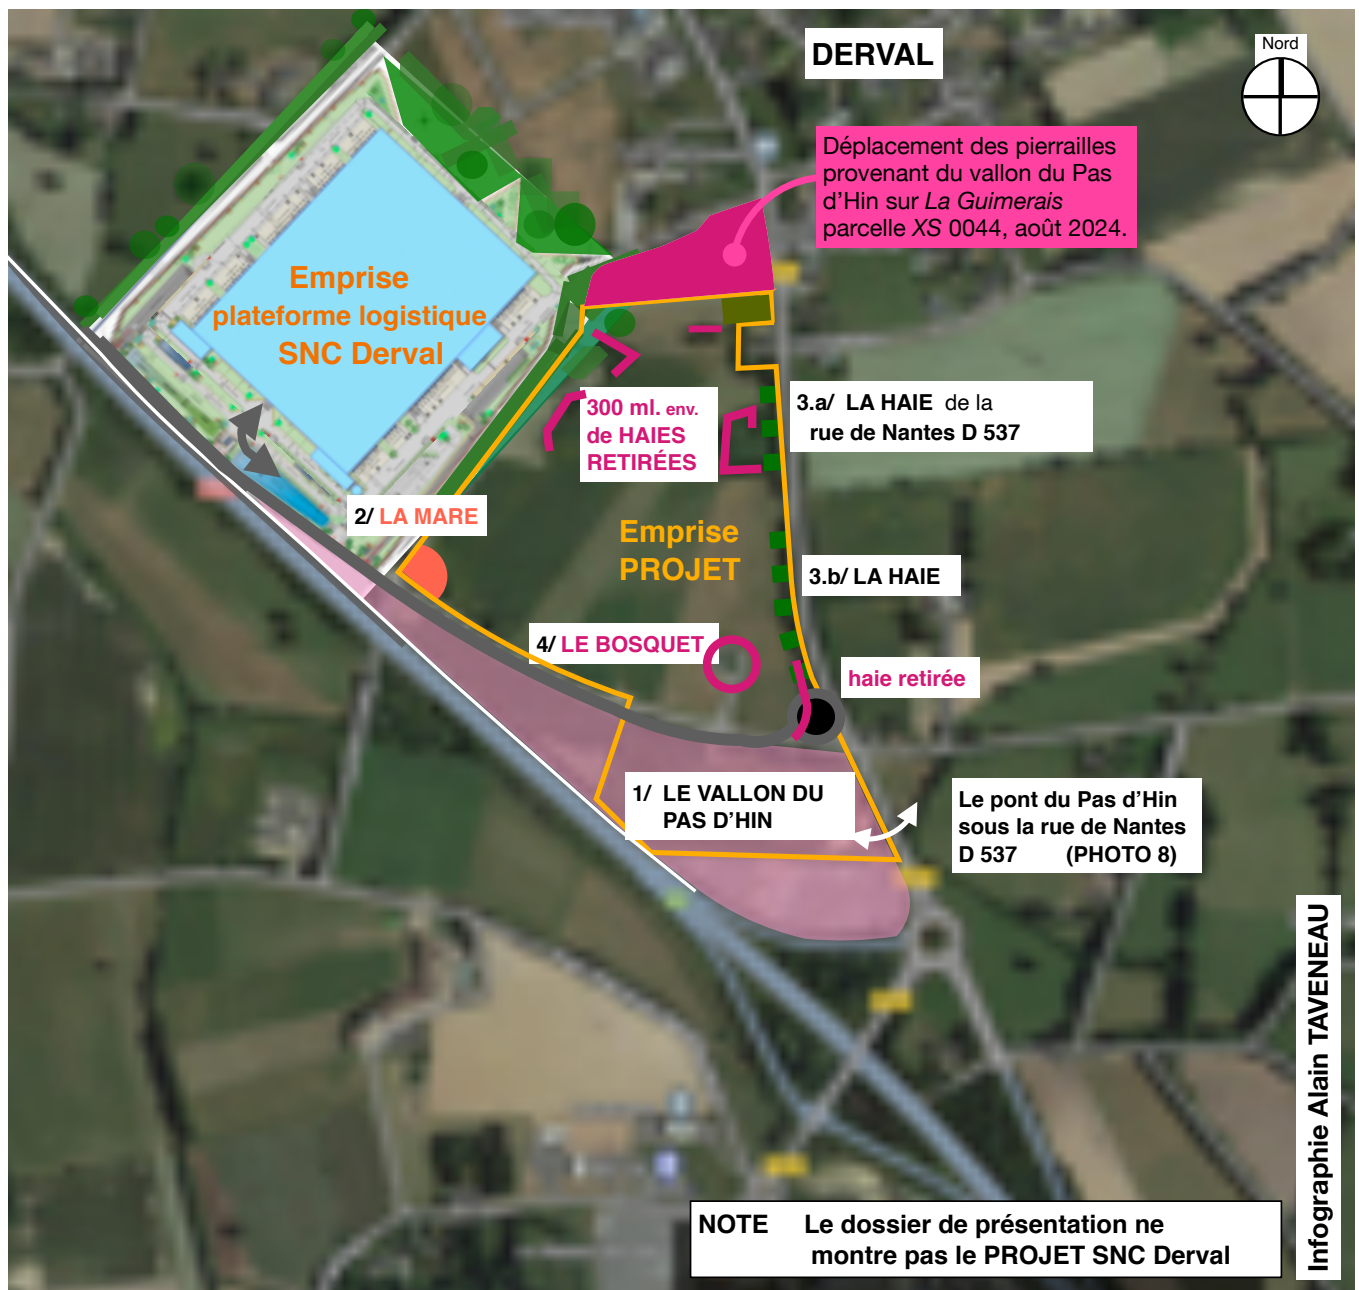 DERVAL
Nord
Déplacement des pierrailles
provenant du vallon du Pas
d’Hin sur La Guimerais
parcelle XS 0044, août 2024.
Emprise
plateforme logistique
SNC Derval
300 ml. env.
de HAIES
RETIRÉES
3.a/ LA HAIE de la
rue de Nantes D 537
2/ LA MARE
Emprise
PROJET
3.b/ LA HAIE
4/ LE BOSQUET
haie retirée
1/ LE VALLON DU
PAS D’HIN
Le pont du Pas d’Hin
sous la rue de Nantes
D 537 (PHOTO 8)
Infographie Alain TAVENEAU
NOTE Le dossier de présentation ne
montre pas le PROJET SNC Derval